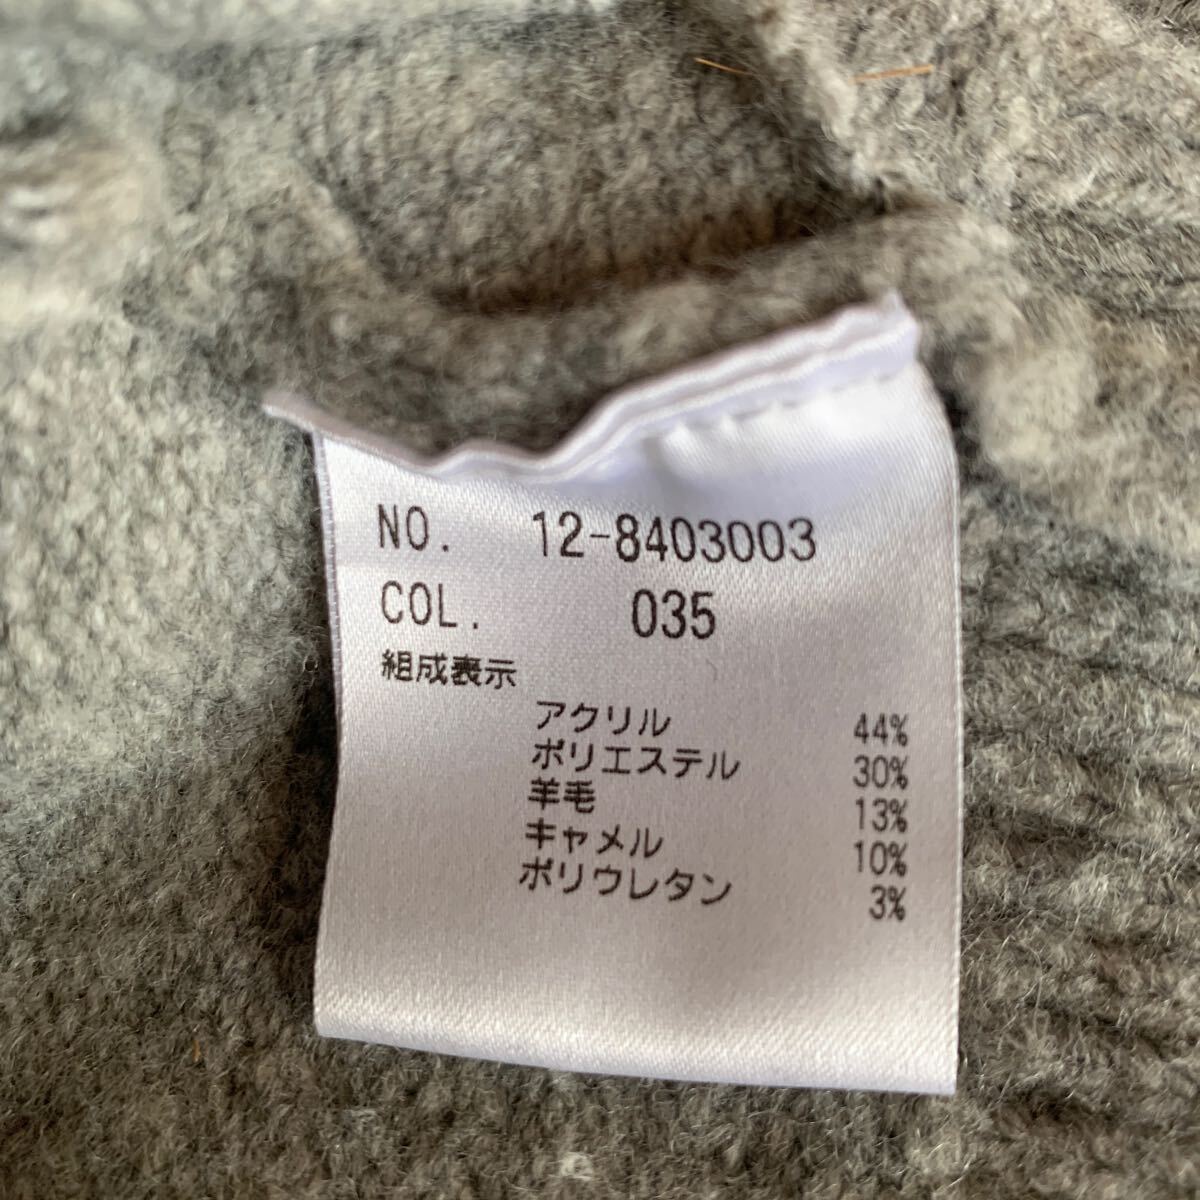 NO. 12-8403003
COL. 035
組成表示
アクリル 44%
ポリエステル 30%
羊毛 13%
キャメル 10%
ポリウレタン 3%